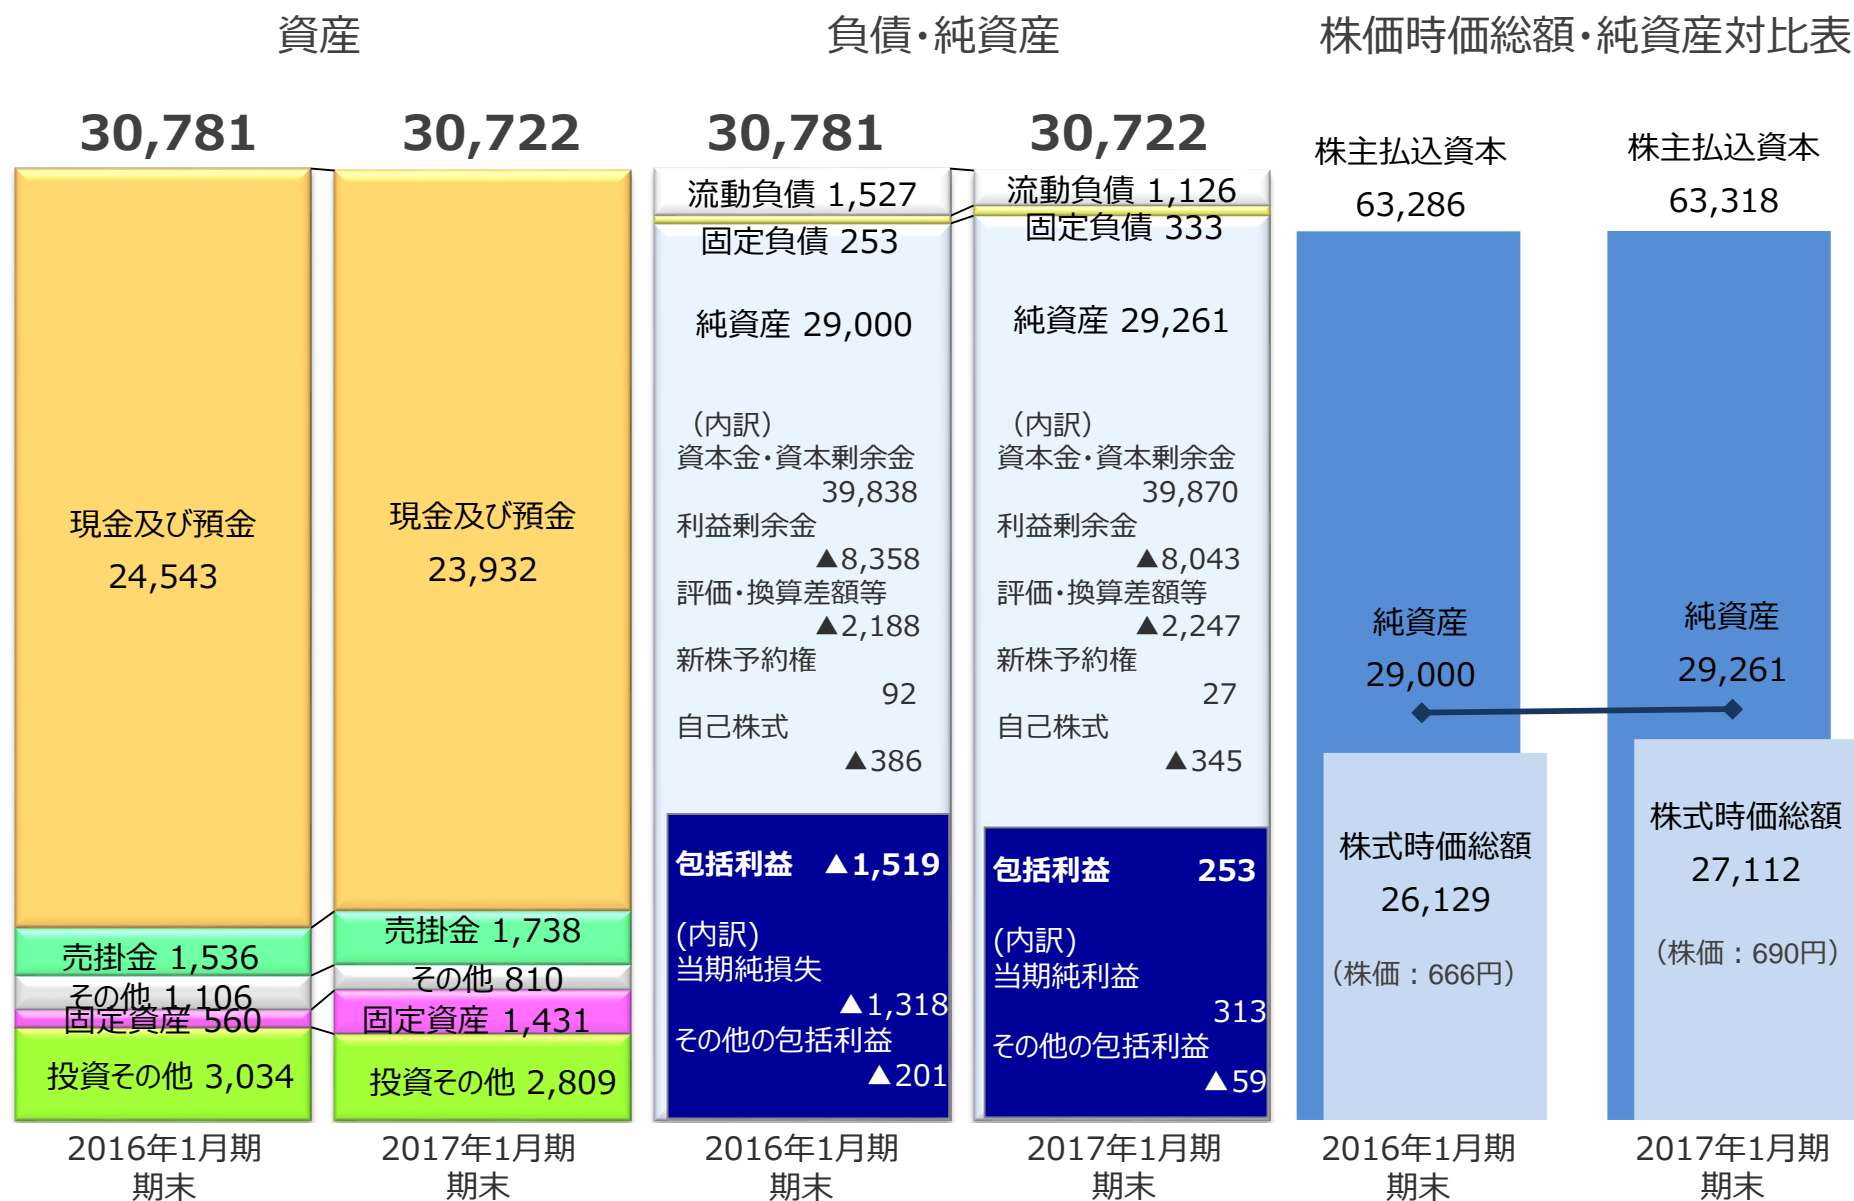 資産
30,781
30,722
現金及び預金
24,543
売掛金 1,536
その他 1,106
固定資産 560
投資その他 3,034
2016年1月期
期末
現金及び預金
23,932
売掛金 1,738
その他 810
固定資産 1,431
投資その他 2,809
2017年1月期
期末
負債・純資産
30,781
30,722
流動負債 1,527
固定負債 253
純資産 29,000
（内訳）
資本金・資本剰余金
39,838
利益剰余金
▲8,358
評価・換算差額等
▲2,188
新株予約権
92
自己株式
▲386
包括利益 ▲1,519
(内訳)
当期純損失
▲1,318
その他の包括利益
▲201
2016年1月期
期末
流動負債 1,126
固定負債 333
純資産 29,261
（内訳）
資本金・資本剰余金
39,870
利益剰余金
▲8,043
評価・換算差額等
▲2,247
新株予約権
27
自己株式
▲345
包括利益 253
(内訳)
当期純利益
313
その他の包括利益
▲59
2017年1月期
期末
株価時価総額・純資産対比表
株主払込資本
63,286
純資産
29,000
株式時価総額
26,129
（株価：666円）
2016年1月期
期末
株主払込資本
63,318
純資産
29,261
株式時価総額
27,112
（株価：690円）
2017年1月期
期末